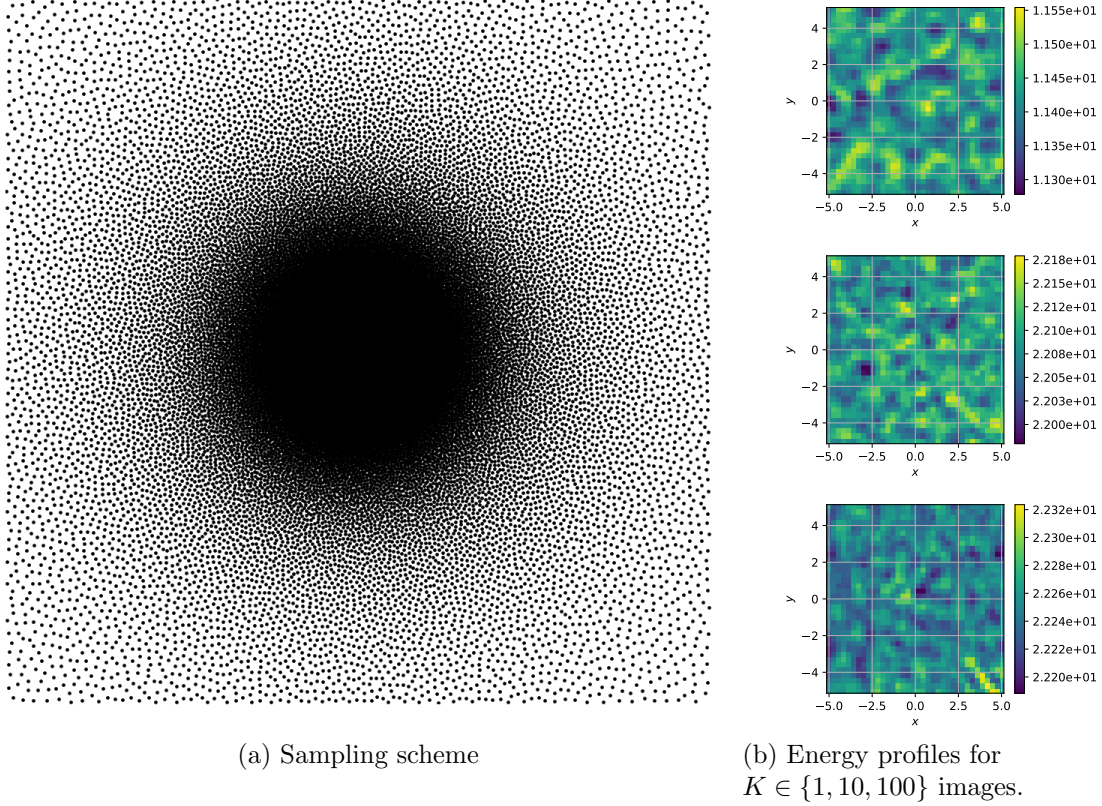 1.155e+01
1.150e+01
1.145e+01
1.140e+01
1.135e+01
1.130e+01
4
2
0
−2
−4
y
−5.0 −2.5 0.0 2.5 5.0
x
2.218e+01
2.215e+01
2.212e+01
2.210e+01
2.208e+01
2.205e+01
2.203e+01
2.200e+01
4
2
0
−2
−4
y
−5.0 −2.5 0.0 2.5 5.0
x
2.232e+01
2.230e+01
2.228e+01
2.226e+01
2.224e+01
2.222e+01
2.220e+01
4
2
0
−2
−4
y
−5.0 −2.5 0.0 2.5 5.0
x
(a) Sampling scheme
(b) Energy profiles for
K ∈ {1, 10, 100} images.